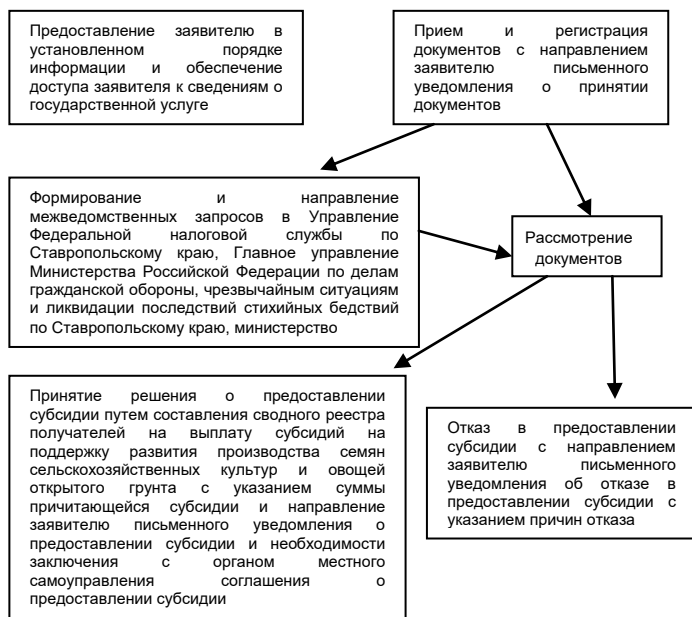 Предоставление заявителю в
установленном порядке
информации и обеспечение
доступа заявителя к сведениям о
государственной услуге
Прием и регистрация
документов с направлением
заявителю письменного
уведомления о принятии
документов
Формирование и направление
межведомственных запросов в Управление
Федеральной налоговой службы по
Ставропольскому краю, Главное управление
Министерства Российской Федерации по делам
гражданской обороны, чрезвычайным ситуациям
и ликвидации последствий стихийных бедствий
по Ставропольскому краю, министерство
Рассмотрение
документов
Принятие решения о предоставлении
субсидии путем составления сводного реестра
получателей на выплату субсидий на
поддержку развития производства семян
сельскохозяйственных культур и овощей
открытого грунта с указанием суммы
причитающейся субсидии и направление
заявителю письменного уведомления о
предоставлении субсидии и необходимости
заключения с органом местного
самоуправления соглашения о
предоставлении субсидии
Отказ в предоставлении
субсидии с направлением
заявителю письменного
уведомления об отказе в
предоставлении субсидии с
указанием причин отказа